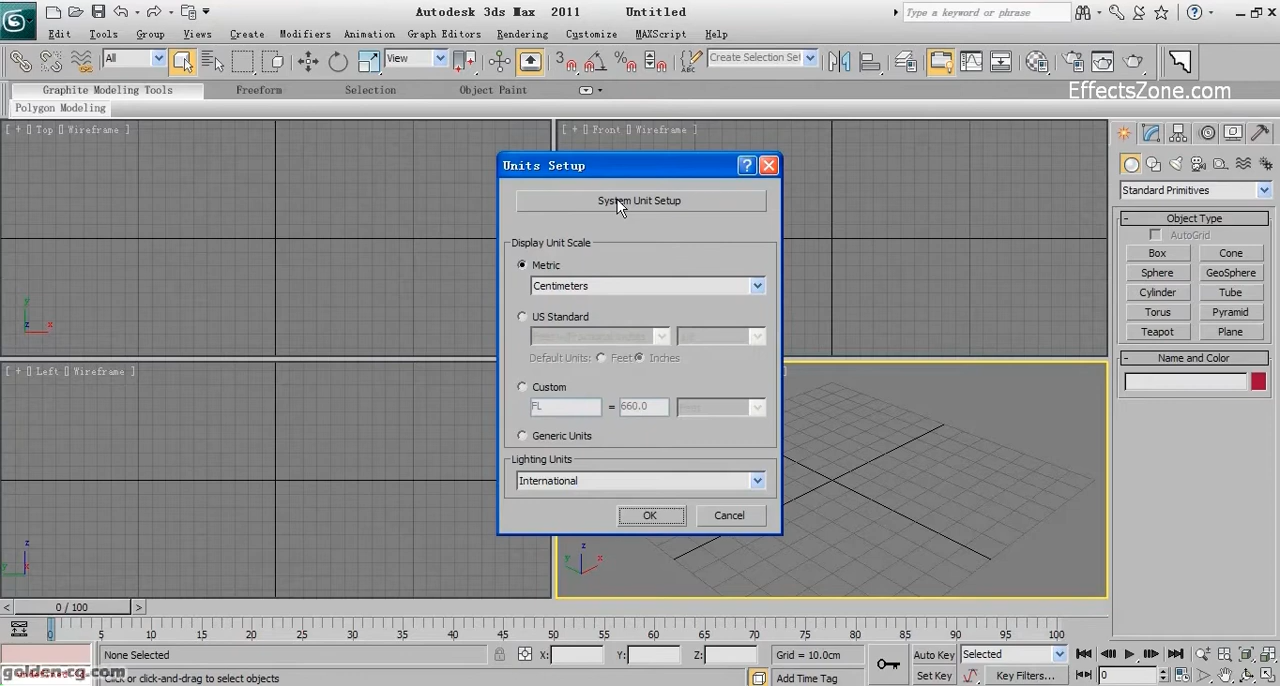 Autodesk 3ds Max 2011 Untitled
Type a keyword or phrase
Edit Tools Group Views Create Modifiers Animation Graph Editors Rendering Customize MAXScript Help
All View Create Selection Set
Graphite Modeling Tools Freeform Selection Object Paint
EffectsZone.com
Polygon Modeling
[ + [] Top [] Wireframe ]
[ + [] Front [] Wireframe ]
Units Setup
System Unit Setup
Display Unit Scale
Metric
Centimeters
US Standard
Default Units: Feet Inches
Custom
FL = 660.0
Generic Units
Lighting Units
International
OK Cancel
Standard Primitives
- Object Type
AutoGrid
Box Cone
Sphere GeoSphere
Cylinder Tube
Torus Pyramid
Teapot Plane
- Name and Color
y
z x
[ + [] Left [] Wireframe ]
z
y x
z
y x
< 0 / 100 >
0 5 10 15 20 25 30 35 40 45 50 55 60 65 70 75 80 85 90 95 100
None Selected X: Y: Z: Grid = 10.0cm Auto Key Selected
golden-cg.com
Click or click-and-drag to select objects Add Time Tag Set Key Key Filters... 0